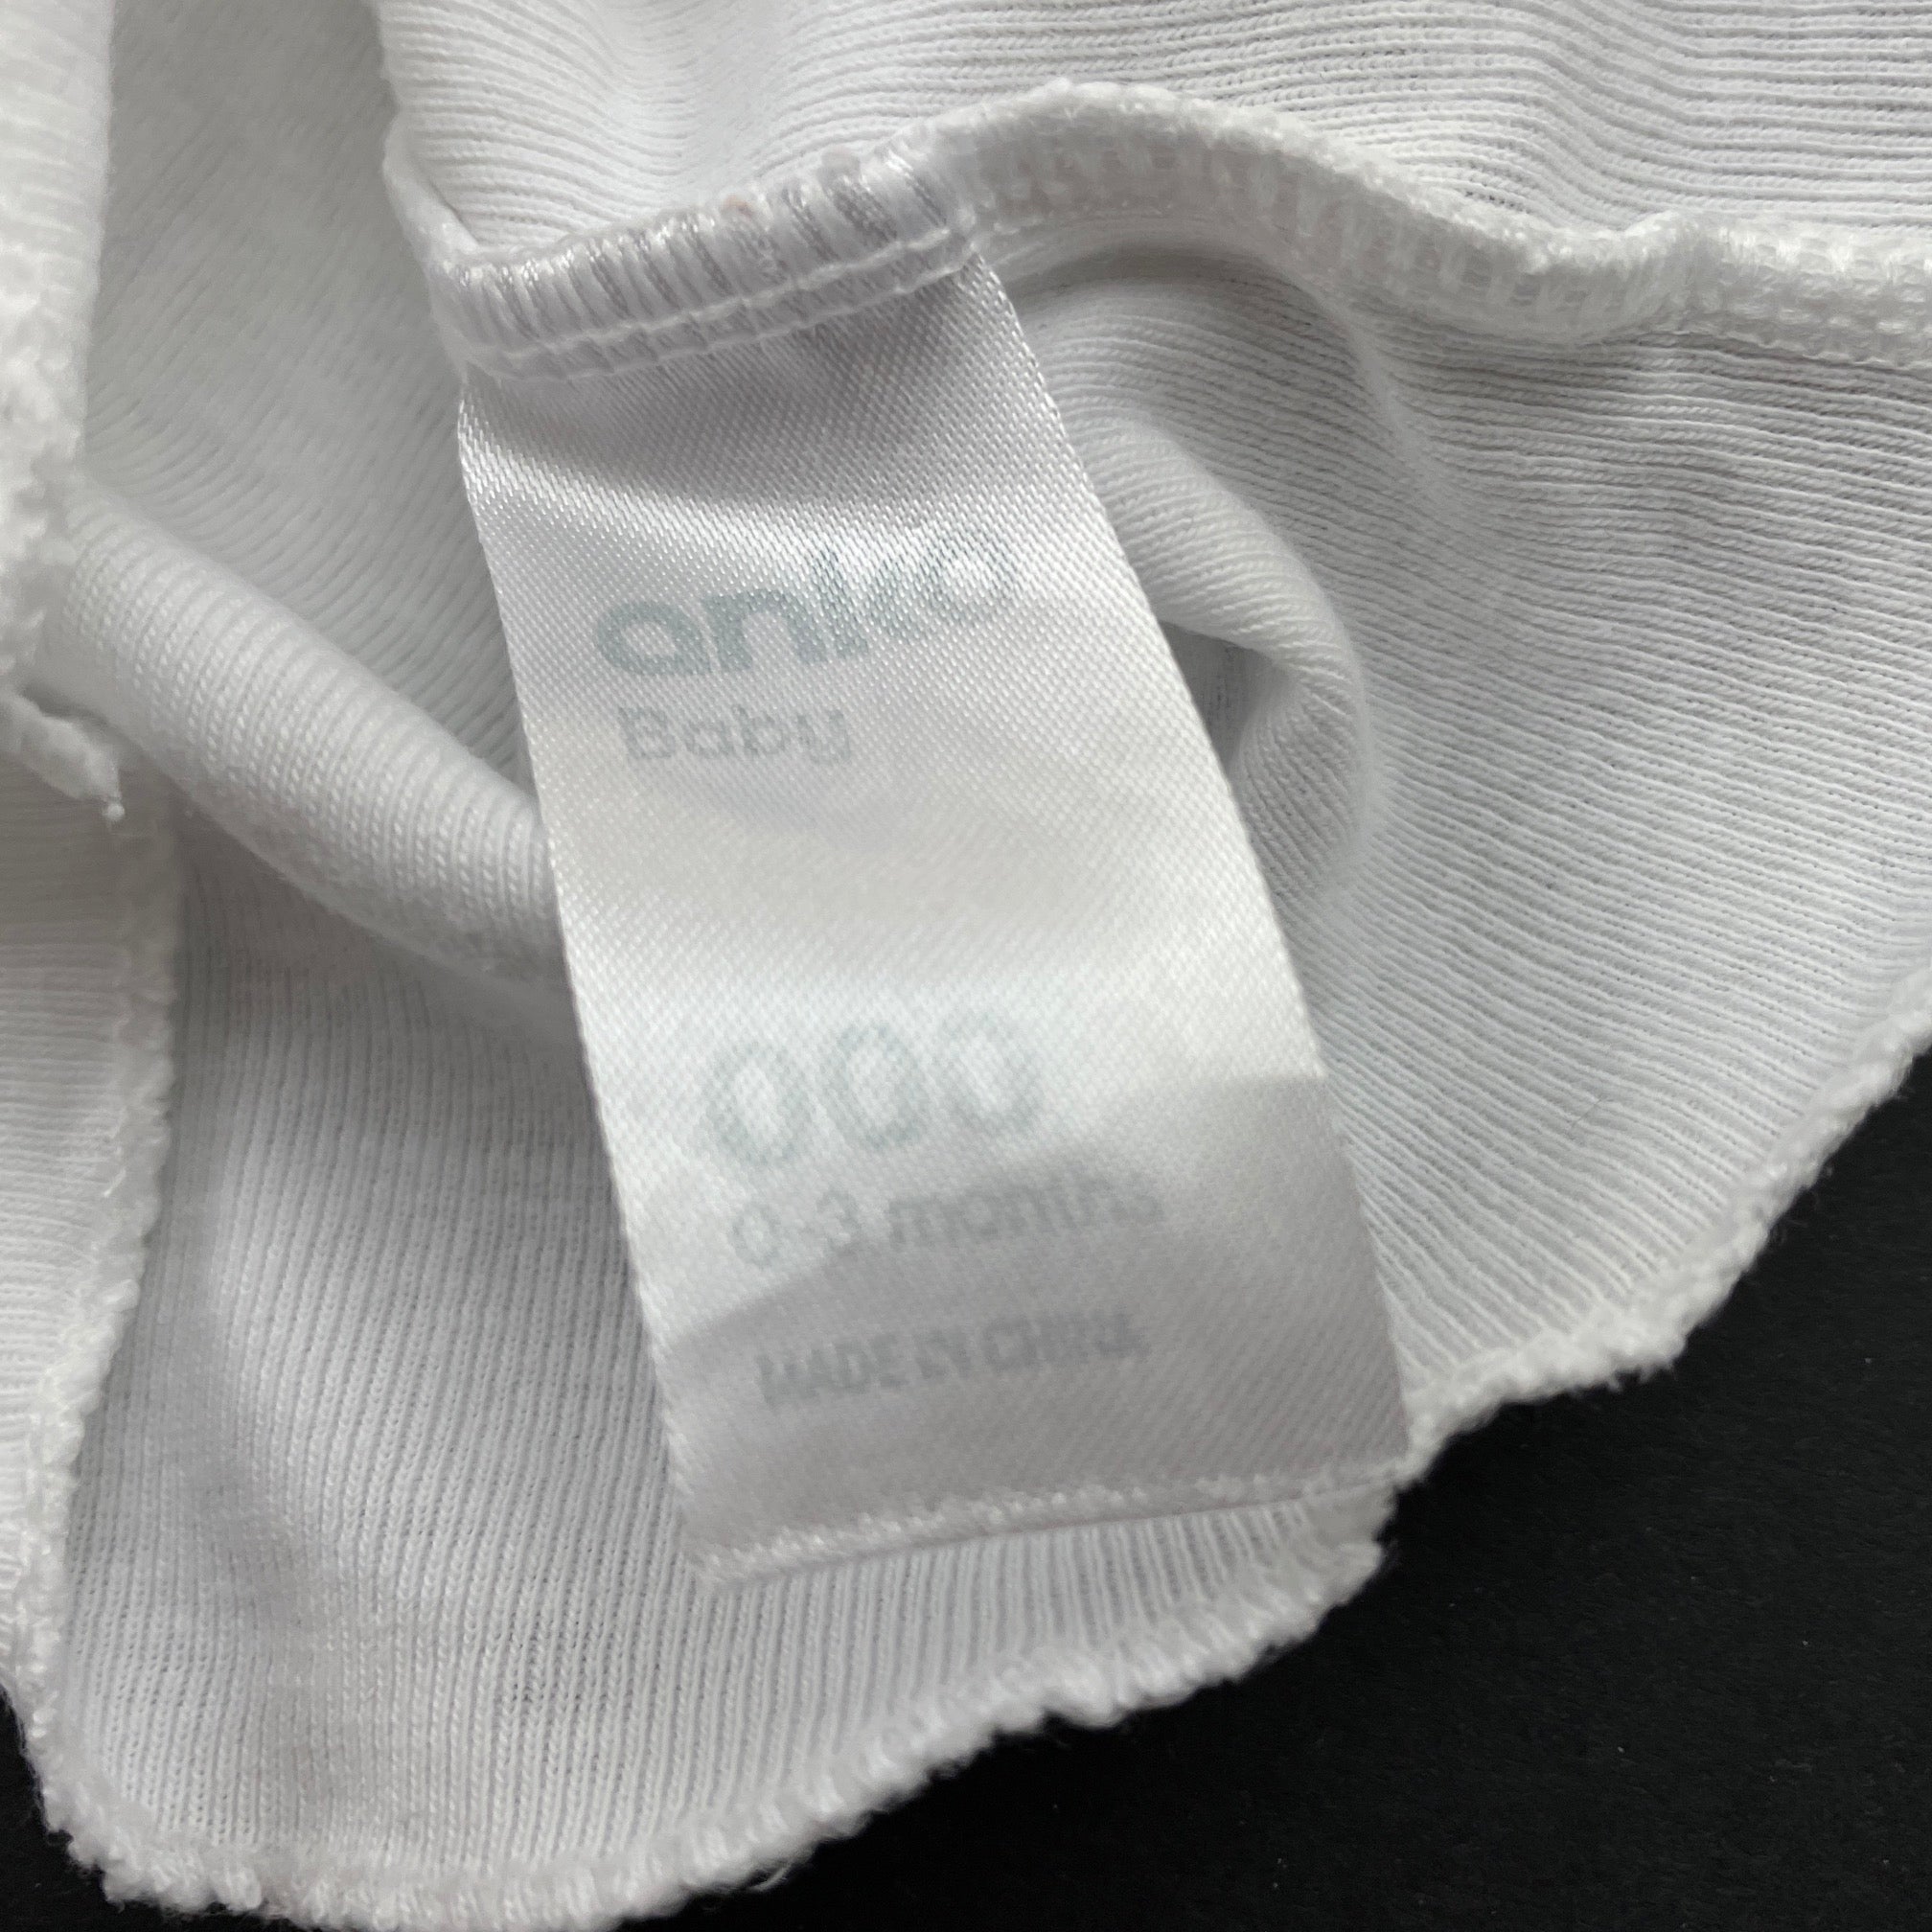 anko
Baby
000
0-3 months
MADE IN CHINA